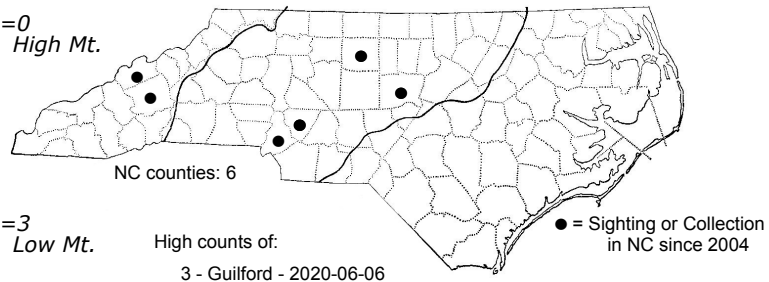 =0
High Mt.
NC counties: 6
=3
Low Mt.
High counts of:
3 - Guilford - 2020-06-06
● = Sighting or Collection
in NC since 2004